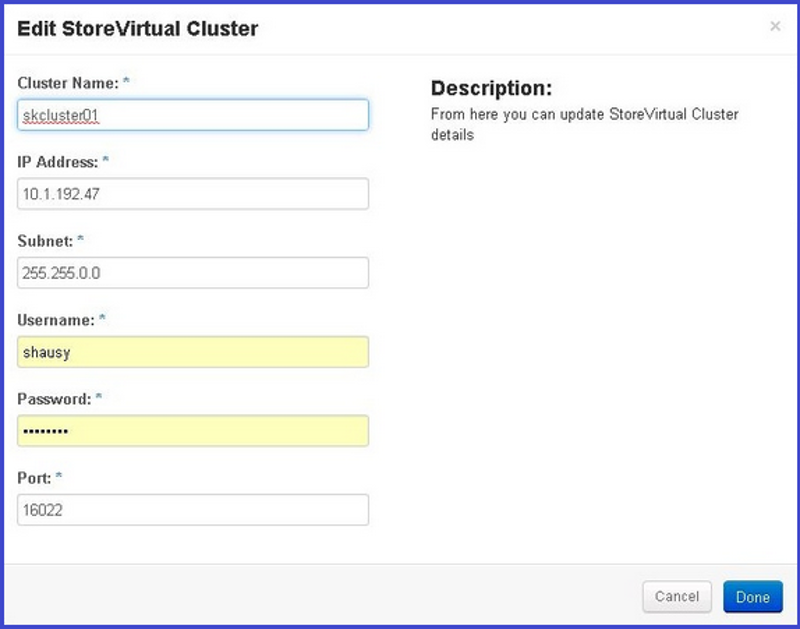 Edit StoreVirtual Cluster
×
Cluster Name: *
skcluster01
IP Address: *
10.1.192.47
Subnet: *
255.255.0.0
Username: *
shausy
Password: *
••••••••
Port: *
16022
Description:
From here you can update StoreVirtual Cluster
details
Cancel
Done